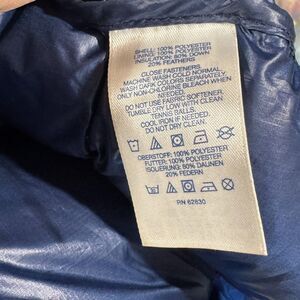 SHELL: 100% POLYESTER
LINING: 100% POLYESTER
INSULATION: 80% DOWN
20% FEATHERS
CLOSE FASTENERS.
MACHINE WASH COLD NORMAL.
WASH DARK COLORS SEPARATELY.
ONLY NON-CHLORINE BLEACH WHEN
NEEDED.
DO NOT USE FABRIC SOFTENER.
TUMBLE DRY LOW WITH CLEAN
TENNIS BALLS.
COOL IRON IF NEEDED.
DO NOT DRY CLEAN.
OBERSTOFF: 100% POLYESTER
FUTTER: 100% POLYESTER
ISOLIERUNG: 80% DAUNEN
20% FEDERN
P/N 62830